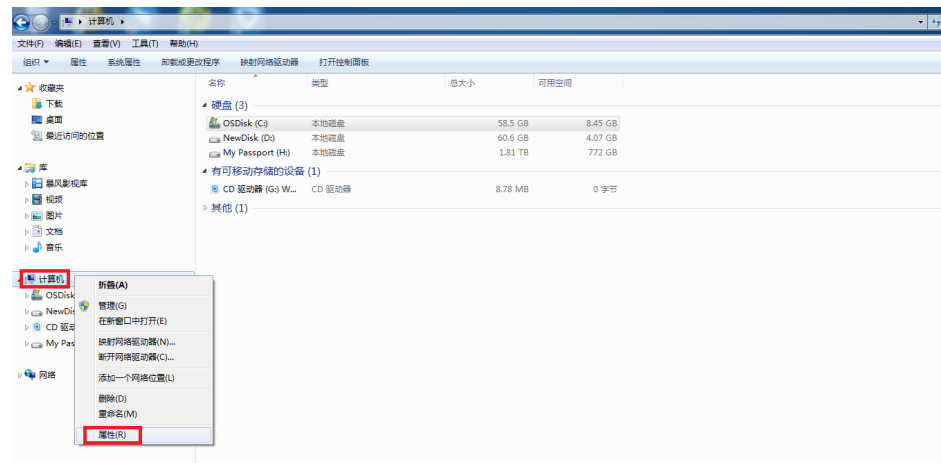 计算机
文件(F) 编辑(E) 查看(V) 工具(T) 帮助(H)
组织 属性 系统属性 卸载或更改程序 映射网络驱动器 打开控制面板
收藏夹
下载
桌面
最近访问的位置
库
暴风影视库
视频
图片
文档
音乐
计算机
OSDisk
NewDis
CD 驱动
My Pas
网络
名称 类型 总大小 可用空间
硬盘 (3)
OSDisk (C:) 本地磁盘 58.5 GB 8.45 GB
NewDisk (D:) 本地磁盘 60.6 GB 4.07 GB
My Passport (H:) 本地磁盘 1.81 TB 772 GB
有可移动存储的设备 (1)
CD 驱动器 (G:) W... CD 驱动器 8.78 MB 0 字节
其他 (1)
折叠(A)
管理(G)
在新窗口中打开(E)
映射网络驱动器(N)...
断开网络驱动器(C)...
添加一个网络位置(L)
删除(D)
重命名(M)
属性(R)